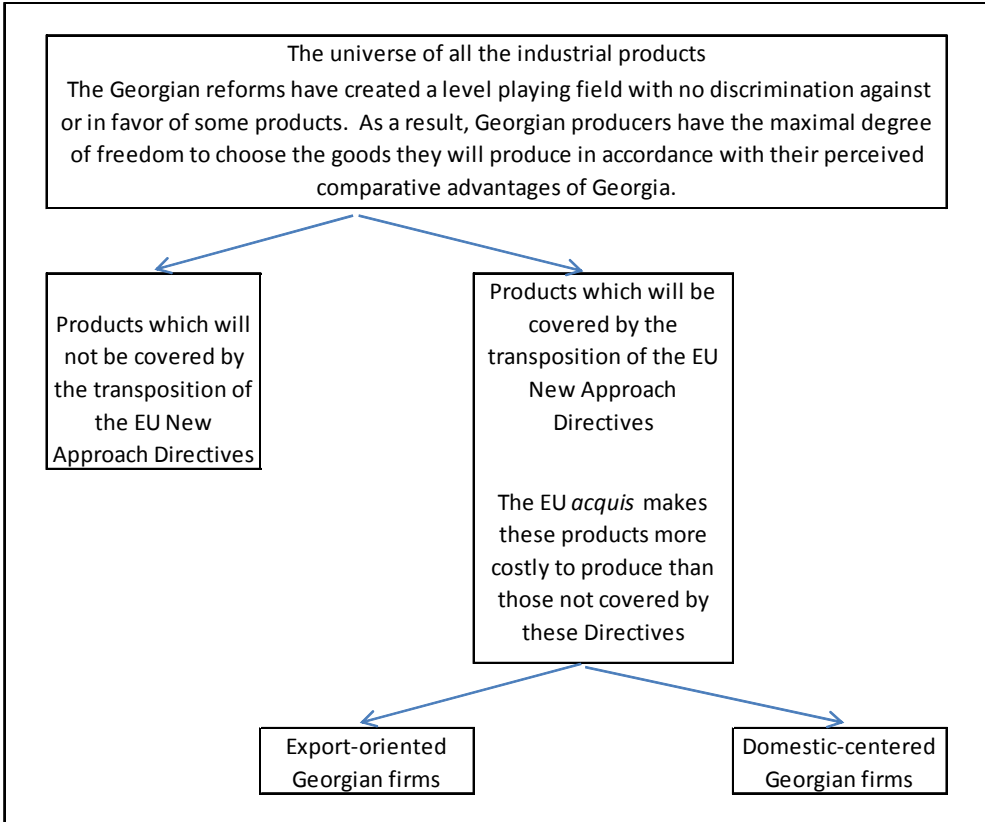 The universe of all the industrial products
The Georgian reforms have created a level playing field with no discrimination against
or in favor of some products. As a result, Georgian producers have the maximal degree
of freedom to choose the goods they will produce in accordance with their perceived
comparative advantages of Georgia.
Products which will
not be covered by
the transposition of
the EU New
Approach Directives
Products which will be
covered by the
transposition of the EU
New Approach
Directives
The EU acquis makes
these products more
costly to produce than
those not covered by
these Directives
Export-oriented
Georgian firms
Domestic-centered
Georgian firms